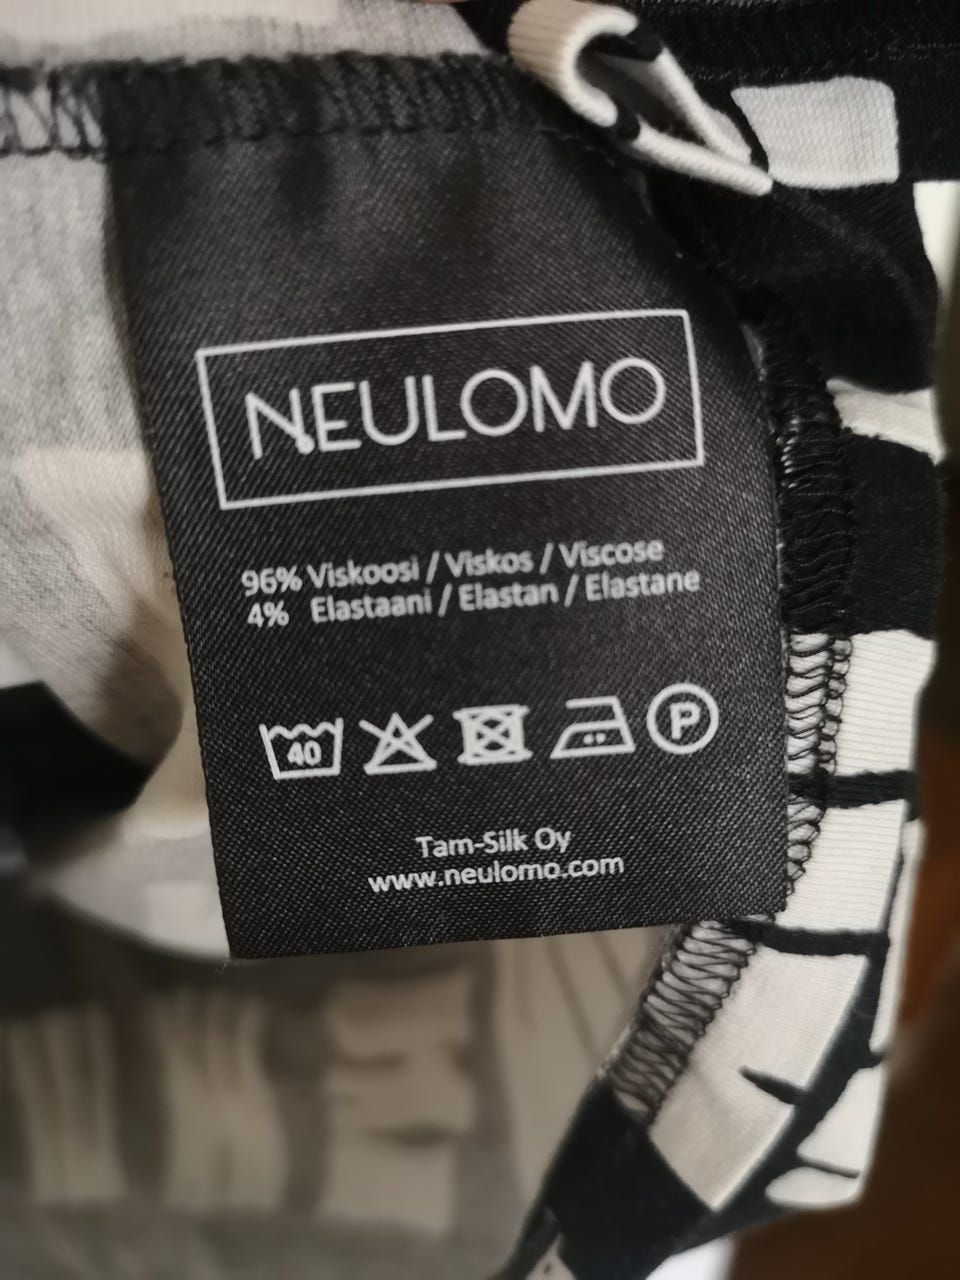 NEULOMO
96% Viskoosi / Viskos / Viscose
4% Elastaani / Elastan / Elastane
40
P
Tam-Silk Oy
www.neulomo.com